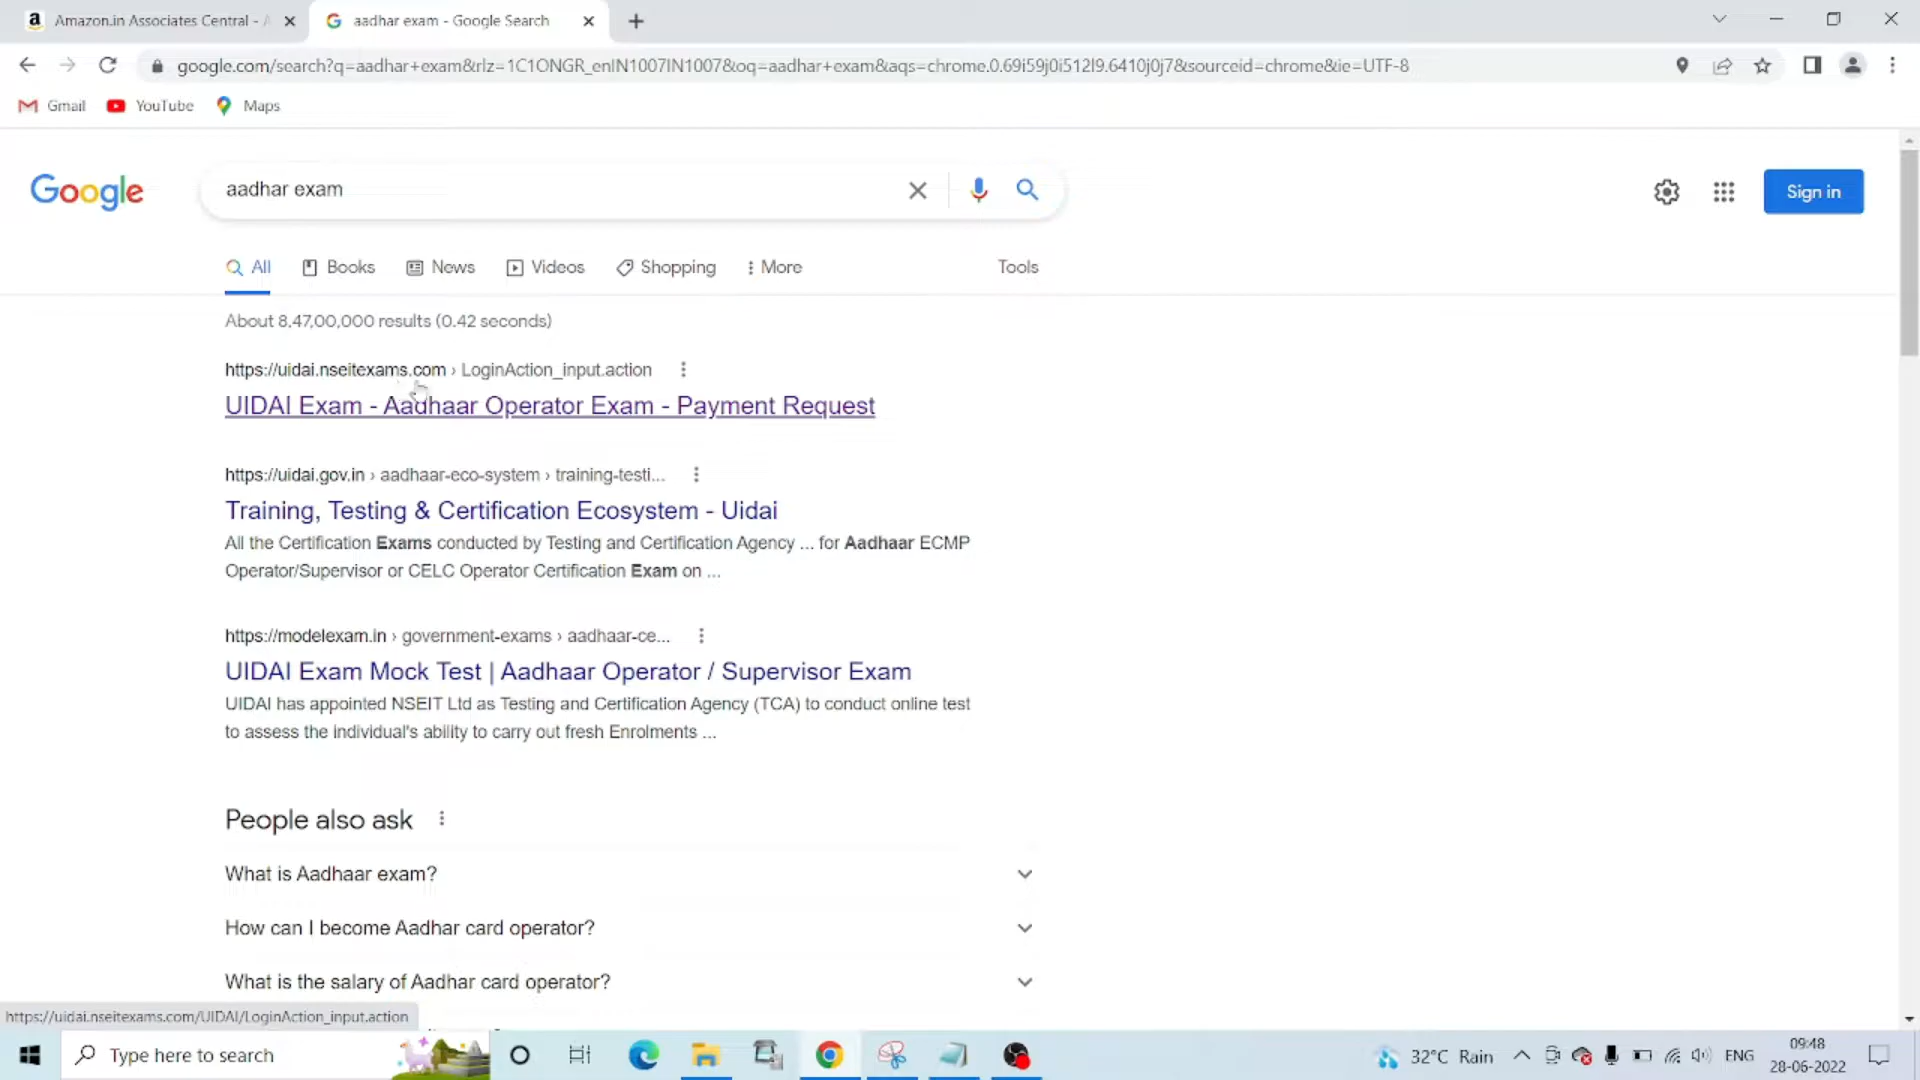 Amazon.in Associates Central - A
aadhar exam - Google Search
google.com/search?q=aadhar+exam&rlz=1C1ONGR_enIN1007IN1007&oq=aadhar+exam&aqs=chrome.0.69i59j0i512l9.6410j0j7&sourceid=chrome&ie=UTF-8
Gmail YouTube Maps
Google
aadhar exam
Sign in
All Books News Videos Shopping More Tools
About 8,47,00,000 results (0.42 seconds)
https://uidai.nseitexams.com › LoginAction_input.action
UIDAI Exam - Aadhaar Operator Exam - Payment Request
https://uidai.gov.in › aadhaar-eco-system › training-testi...
Training, Testing & Certification Ecosystem - Uidai
All the Certification Exams conducted by Testing and Certification Agency ... for Aadhaar ECMP
Operator/Supervisor or CELC Operator Certification Exam on ...
https://modelexam.in › government-exams › aadhaar-ce...
UIDAI Exam Mock Test | Aadhaar Operator / Supervisor Exam
UIDAI has appointed NSEIT Ltd as Testing and Certification Agency (TCA) to conduct online test
to assess the individual's ability to carry out fresh Enrolments ...
People also ask
What is Aadhaar exam?
How can I become Aadhar card operator?
What is the salary of Aadhar card operator?
https://uidai.nseitexams.com/UIDAI/LoginAction_input.action
Type here to search
32°C Rain
ENG
09:48
28-06-2022